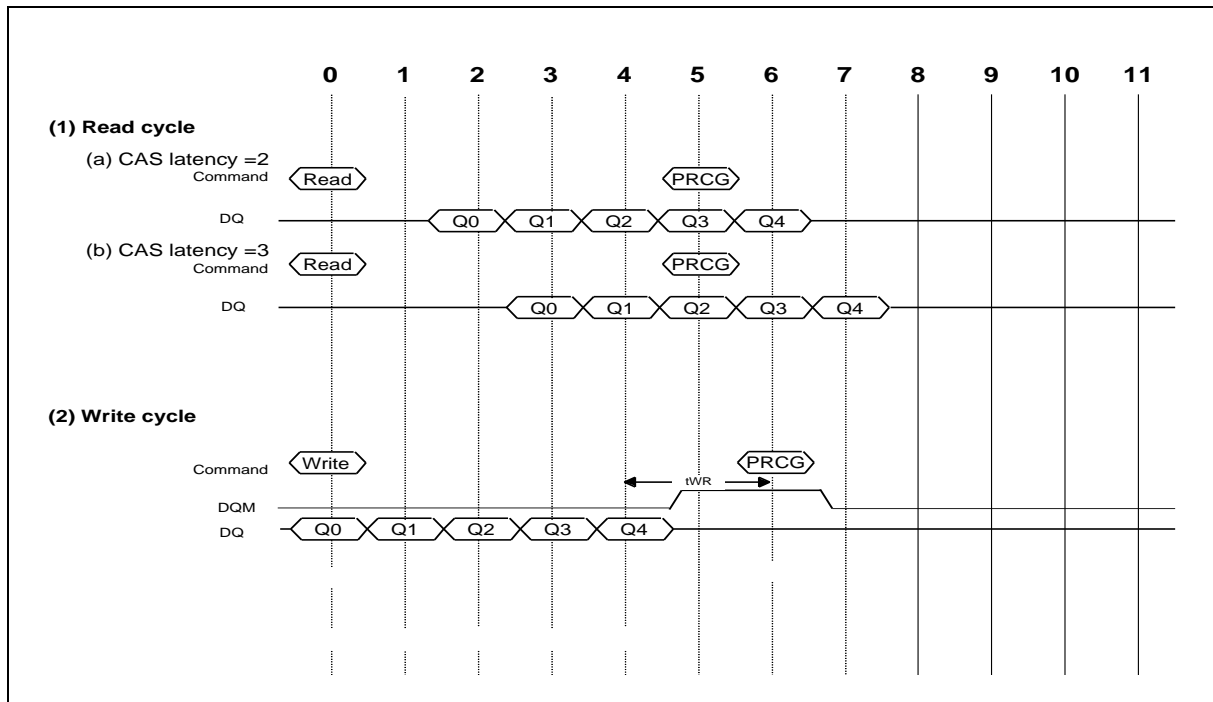 0 1 2 3 4 5 6 7 8 9 10 11
(1) Read cycle
(a) CAS latency =2
Command Read PRCG
DQ Q0 Q1 Q2 Q3 Q4
(b) CAS latency =3
Command Read PRCG
DQ Q0 Q1 Q2 Q3 Q4
(2) Write cycle
Command Write PRCG
tWR
DQM
DQ Q0 Q1 Q2 Q3 Q4